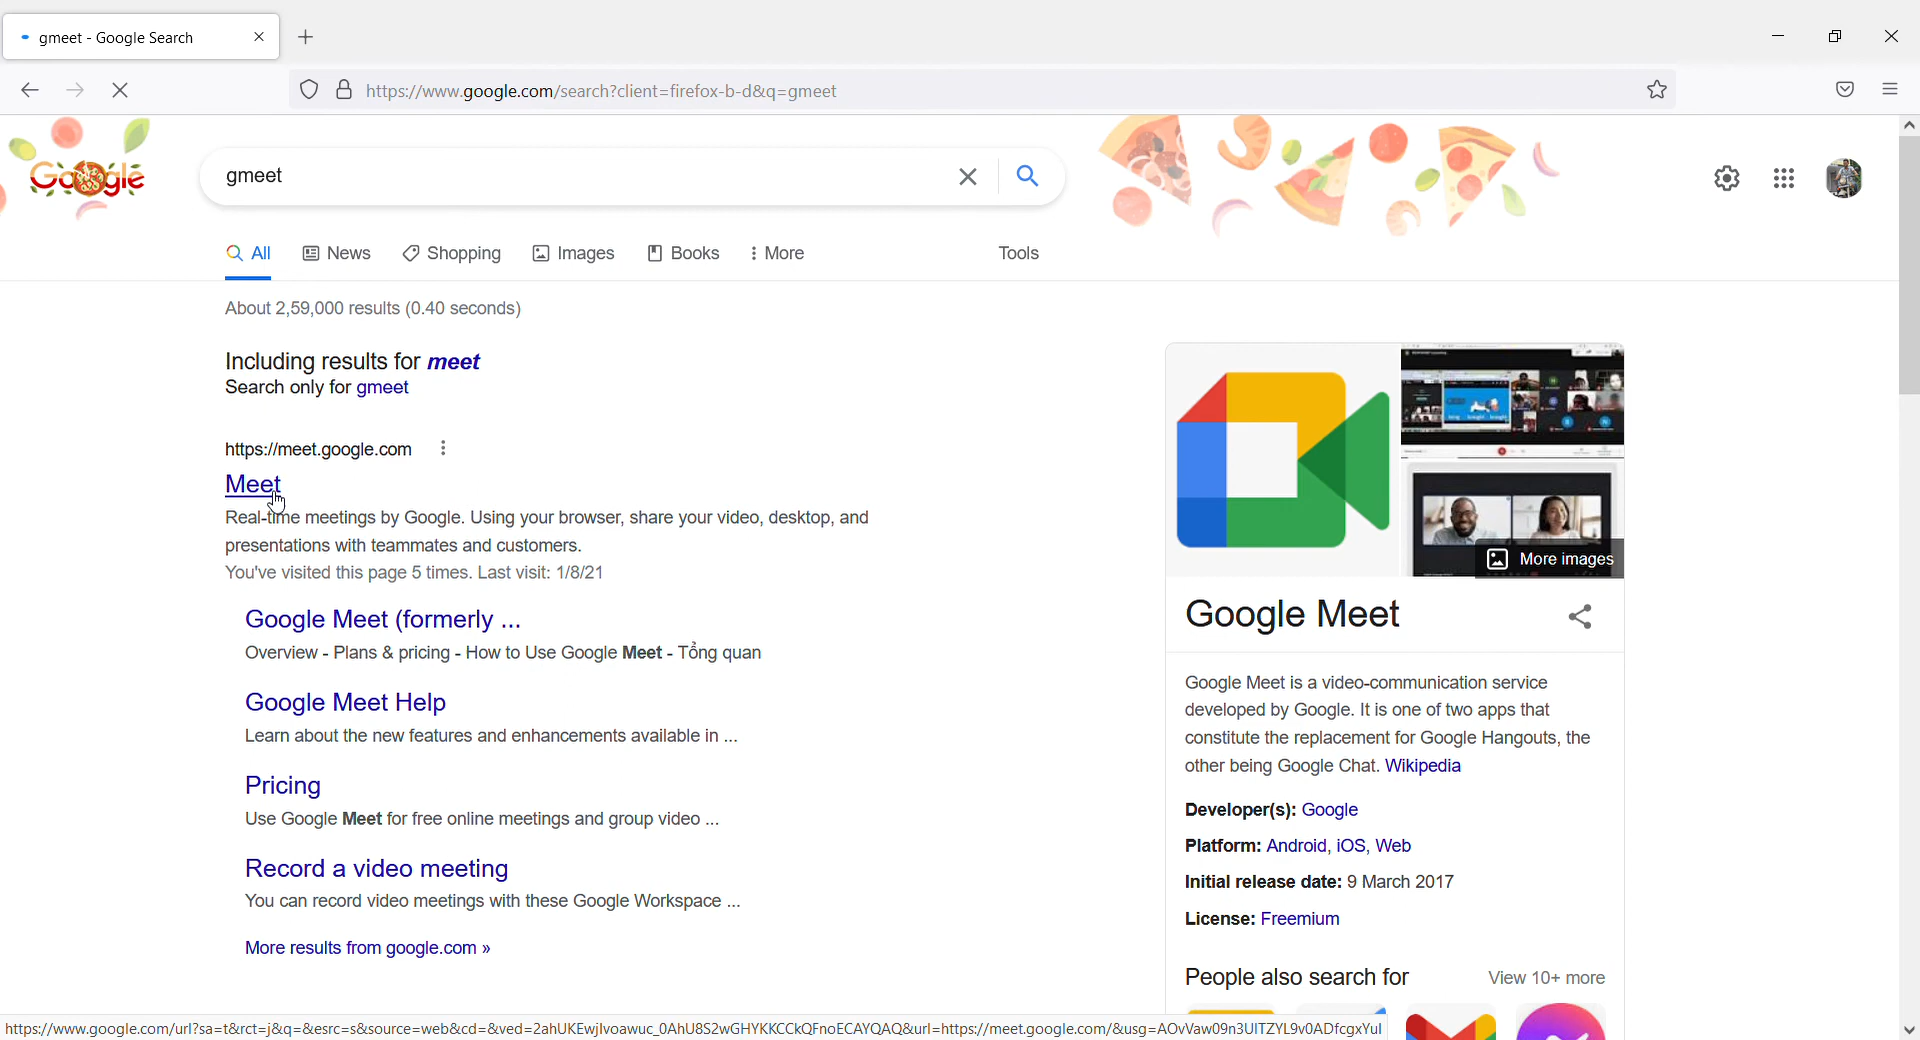 gmeet - Google Search
https://www.google.com/search?client=firefox-b-d&q=gmeet
Google
gmeet
All News Shopping Images Books More Tools
About 2,59,000 results (0.40 seconds)
Including results for meet
Search only for gmeet
https://meet.google.com
Meet
Real-time meetings by Google. Using your browser, share your video, desktop, and
presentations with teammates and customers.
You've visited this page 5 times. Last visit: 1/8/21
Google Meet (formerly ...
Overview - Plans & pricing - How to Use Google Meet - Tổng quan
Google Meet Help
Learn about the new features and enhancements available in ...
Pricing
Use Google Meet for free online meetings and group video ...
Record a video meeting
You can record video meetings with these Google Workspace ...
More results from google.com »
More images
Google Meet
Google Meet is a video-communication service
developed by Google. It is one of two apps that
constitute the replacement for Google Hangouts, the
other being Google Chat. Wikipedia
Developer(s): Google
Platform: Android, iOS, Web
Initial release date: 9 March 2017
License: Freemium
People also search for View 10+ more
https://www.google.com/url?sa=t&rct=j&q=&esrc=s&source=web&cd=&ved=2ahUKEwjlvoawuc_0AhU8S2wGHYKKCCkQFnoECAYQAQ&url=https://meet.google.com/&usg=AOvVaw09n3UITZYL9v0ADfcgxYuI